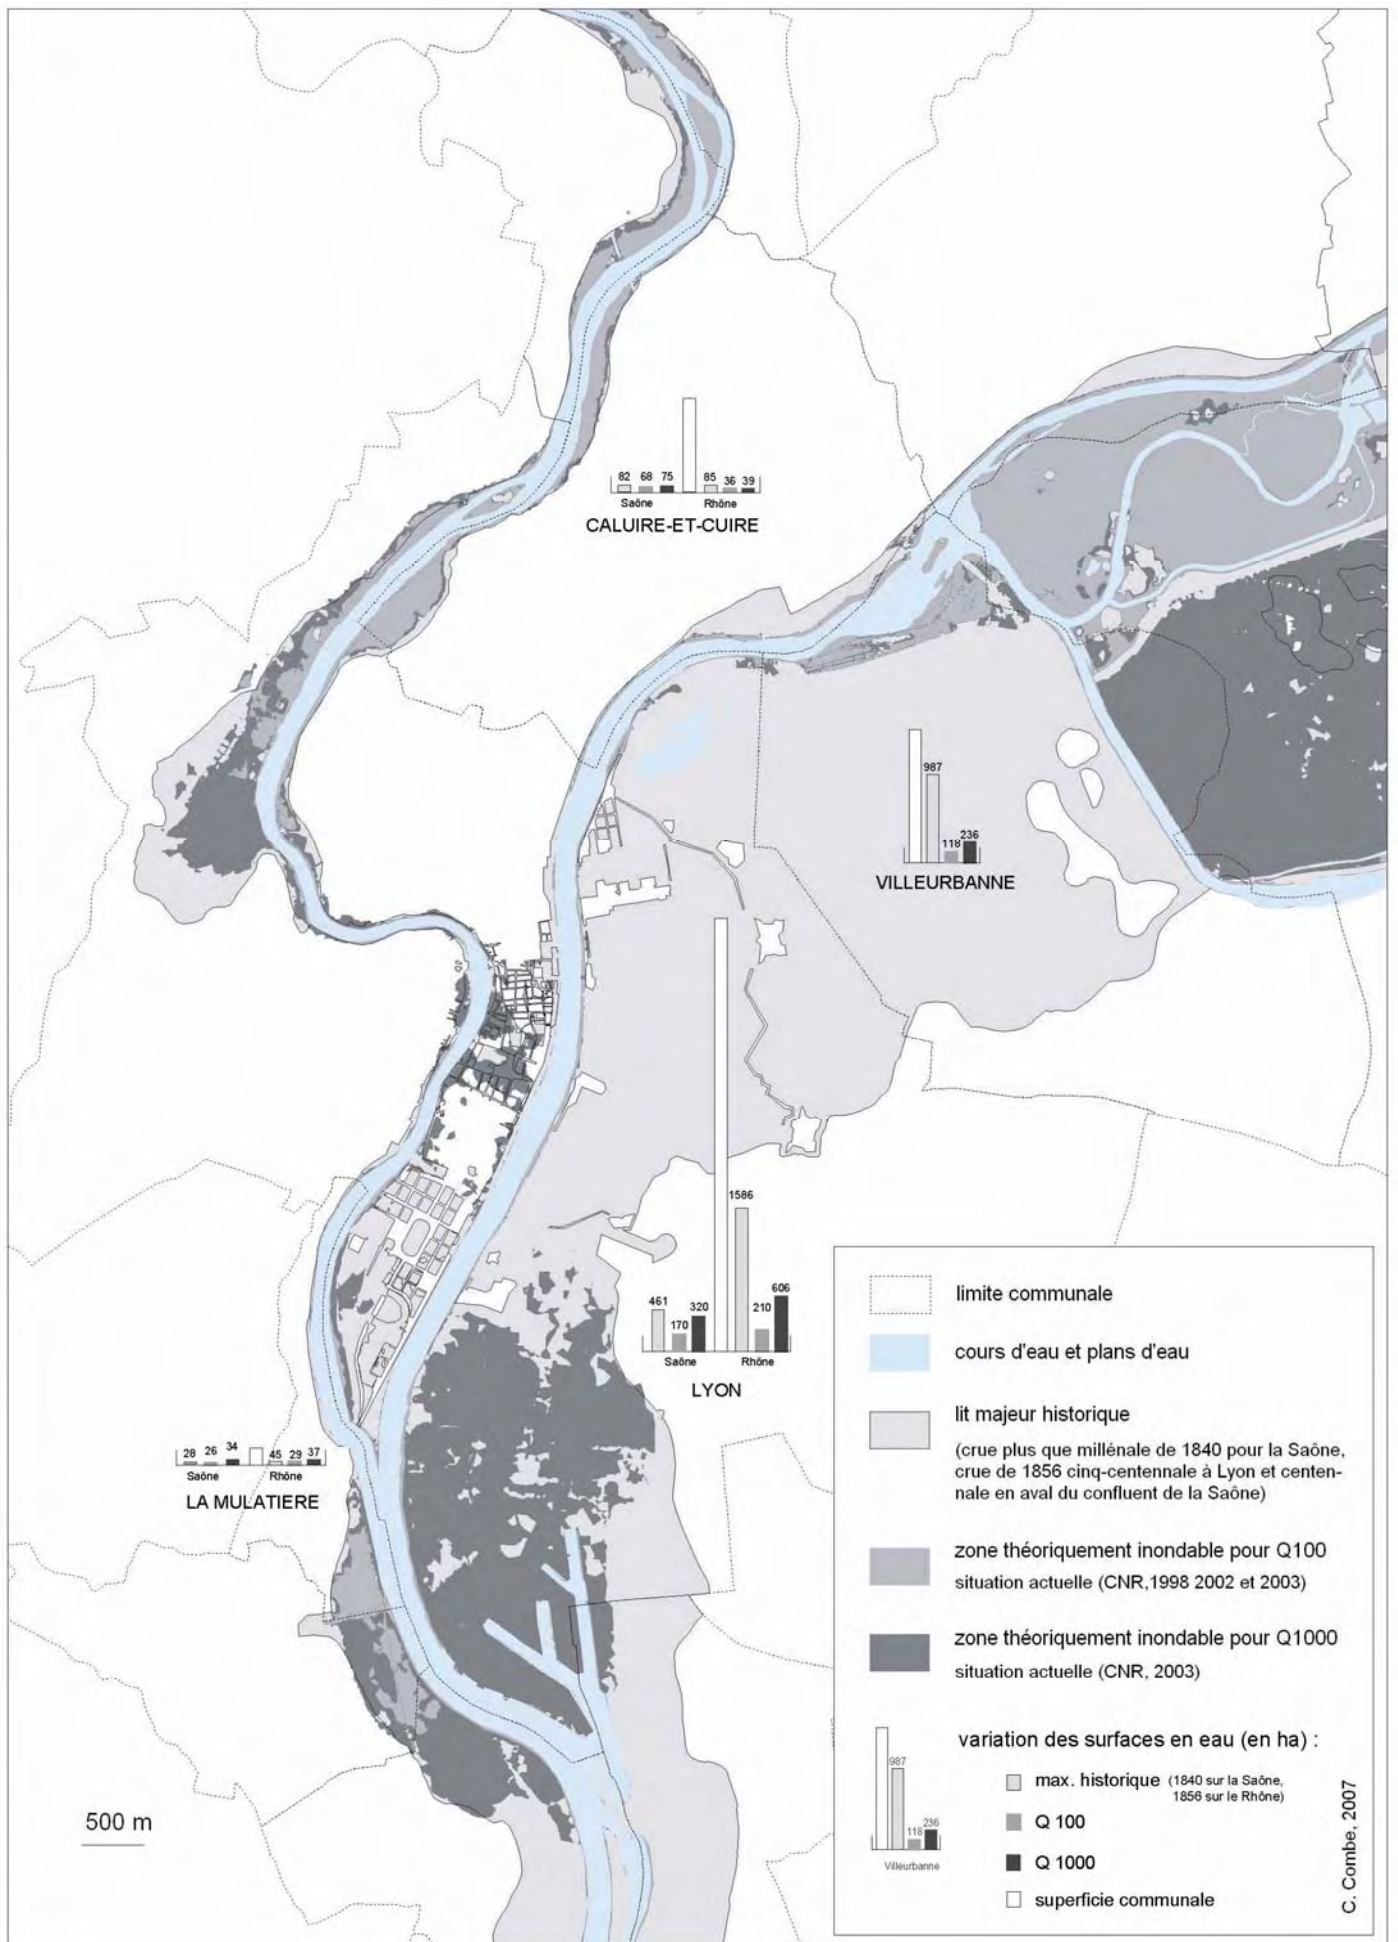 82 68 75 85 36 39
Saône Rhône
CALUIRE-ET-CUIRE
987
118 236
VILLEURBANNE
1586
461 170 320 210 606
Saône Rhône
LYON
28 26 34 45 29 37
Saône Rhône
LA MULATIERE
500 m
limite communale
cours d'eau et plans d'eau
lit majeur historique
(crue plus que millénale de 1840 pour la Saône,
crue de 1856 cinq-centennale à Lyon et centen-
nale en aval du confluent de la Saône)
zone théoriquement inondable pour Q100
situation actuelle (CNR,1998 2002 et 2003)
zone théoriquement inondable pour Q1000
situation actuelle (CNR, 2003)
variation des surfaces en eau (en ha) :
987
118 236
Villeurbanne
max. historique (1840 sur la Saône,
1856 sur le Rhône)
Q 100
Q 1000
superficie communale
C. Combe, 2007